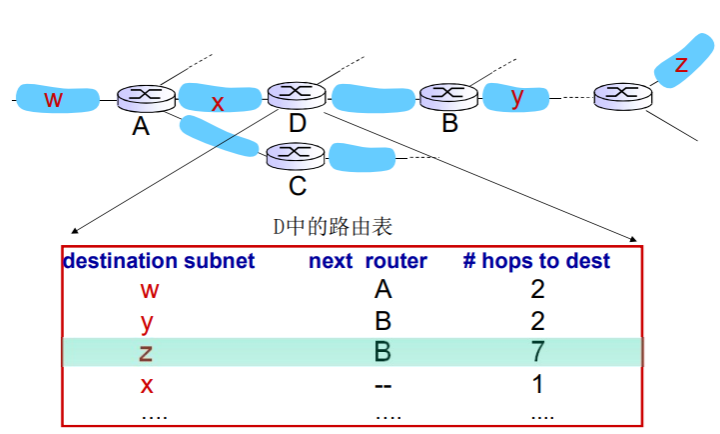 z
w
x
y
A
D
B
C
D中的路由表
destination subnet next router # hops to dest
w A 2
y B 2
z B 7
x -- 1
.... .... ....